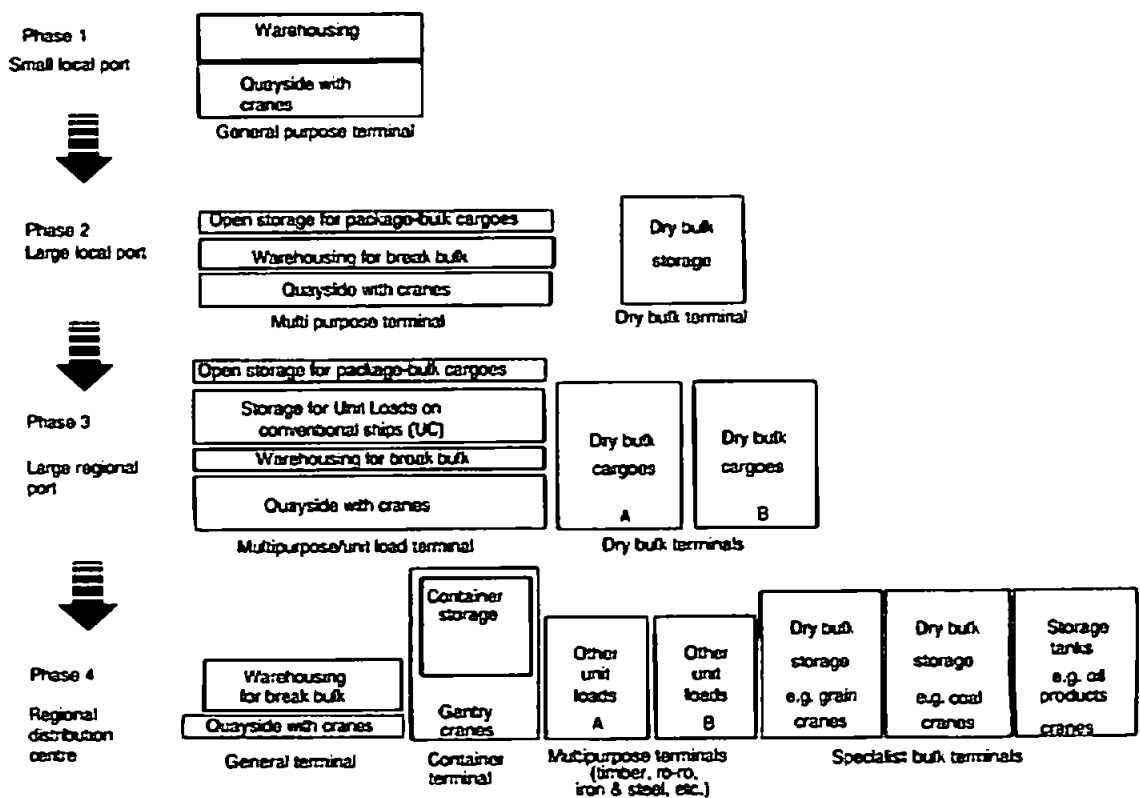 Phase 1
Small local port
Warehousing
Quayside with
cranes
General purpose terminal
Phase 2
Large local port
Open storage for package-bulk cargoes
Warehousing for break bulk
Quayside with cranes
Multi purpose terminal
Dry bulk
storage
Dry bulk terminal
Phase 3
Large regional
port
Open storage for package-bulk cargoes
Storage for Unit Loads on
conventional ships (UC)
Warehousing for break bulk
Quayside with cranes
Multipurpose/unit load terminal
Dry bulk
cargoes
A
Dry bulk
cargoes
B
Dry bulk terminals
Phase 4
Regional
distribution
centre
Warehousing
for break bulk
Quayside with cranes
General terminal
Container
storage
Gantry
cranes
Container
terminal
Other
unit
loads
A
Other
unit
loads
B
Multipurpose terminals
(timber, ro-ro,
iron & steel, etc.)
Dry bulk
storage
e.g. grain
cranes
Dry bulk
storage
e.g. coal
cranes
Storage
tanks
e.g. oil
products
cranes
Specialist bulk terminals